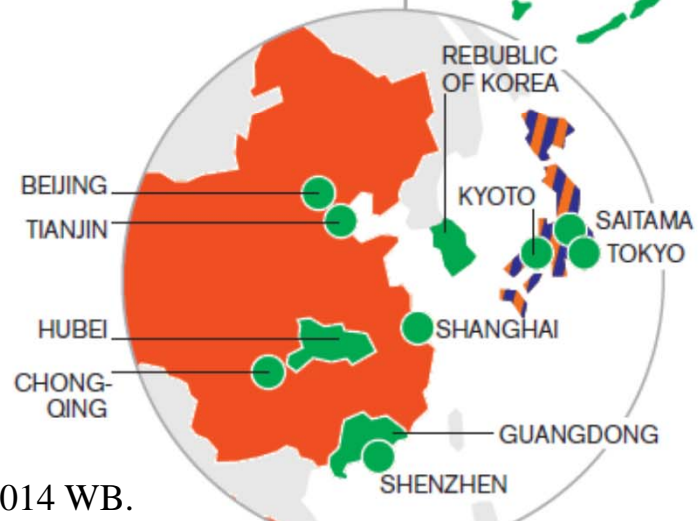 REBUBLIC
OF KOREA
BEIJING
KYOTO
TIANJIN
SAITAMA
TOKYO
HUBEI
SHANGHAI
CHONG-
QING
GUANGDONG
SHENZHEN
014 WB.